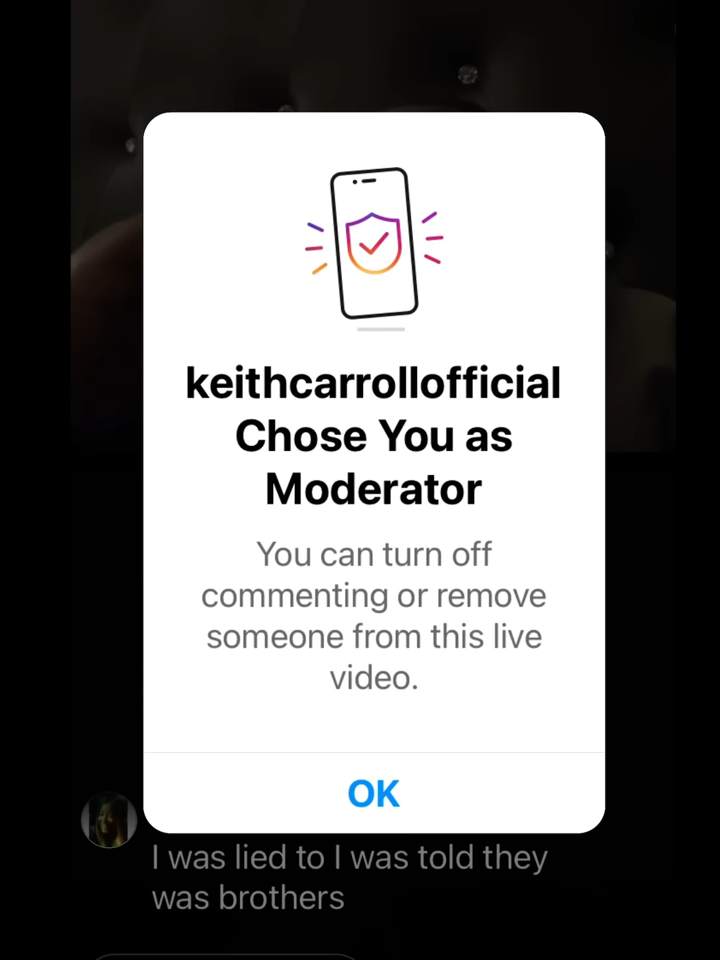 keithcarrollofficial
Chose You as
Moderator
You can turn off
commenting or remove
someone from this live
video.
OK
I was lied to I was told they
was brothers